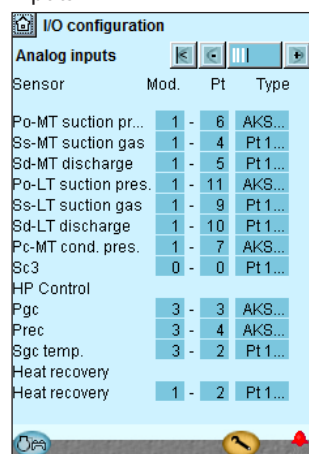 I/O configuration
Analog inputs
Sensor Mod. Pt Type
Po-MT suction pr... 1 - 6 AKS...
Ss-MT suction gas 1 - 4 Pt 1...
Sd-MT discharge 1 - 5 Pt 1...
Po-LT suction pres. 1 - 11 AKS...
Ss-LT suction gas 1 - 9 Pt 1...
Sd-LT discharge 1 - 10 Pt 1...
Pc-MT cond. pres. 1 - 7 AKS...
Sc3 0 - 0 Pt 1...
HP Control
Pgc 3 - 3 AKS...
Prec 3 - 4 AKS...
Sgc temp. 3 - 2 Pt 1...
Heat recovery
Heat recovery 1 - 2 Pt 1...